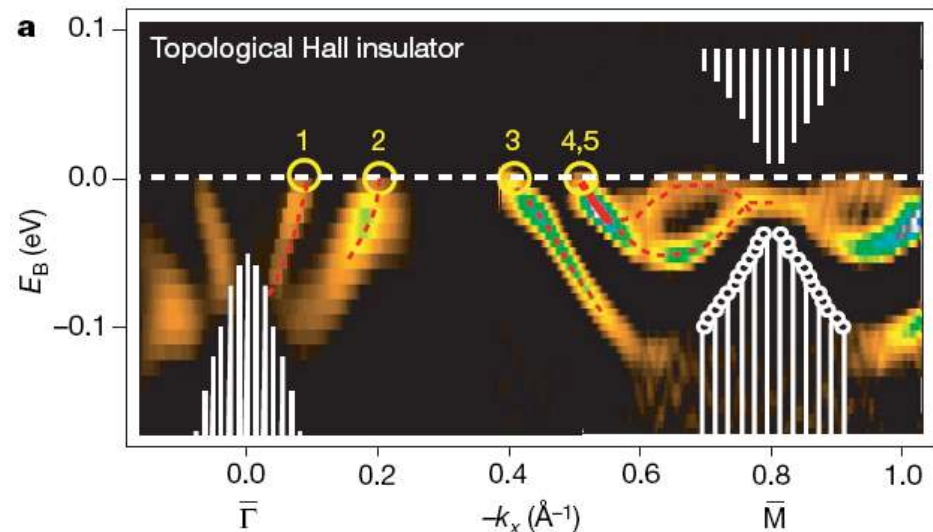 a
0.1
Topological Hall insulator
1
2
3
4,5
0.0
E_B (eV)
−0.1
0.0 0.2 0.4 0.6 0.8 1.0
Γ̅ −k_x (Å⁻¹) M̅